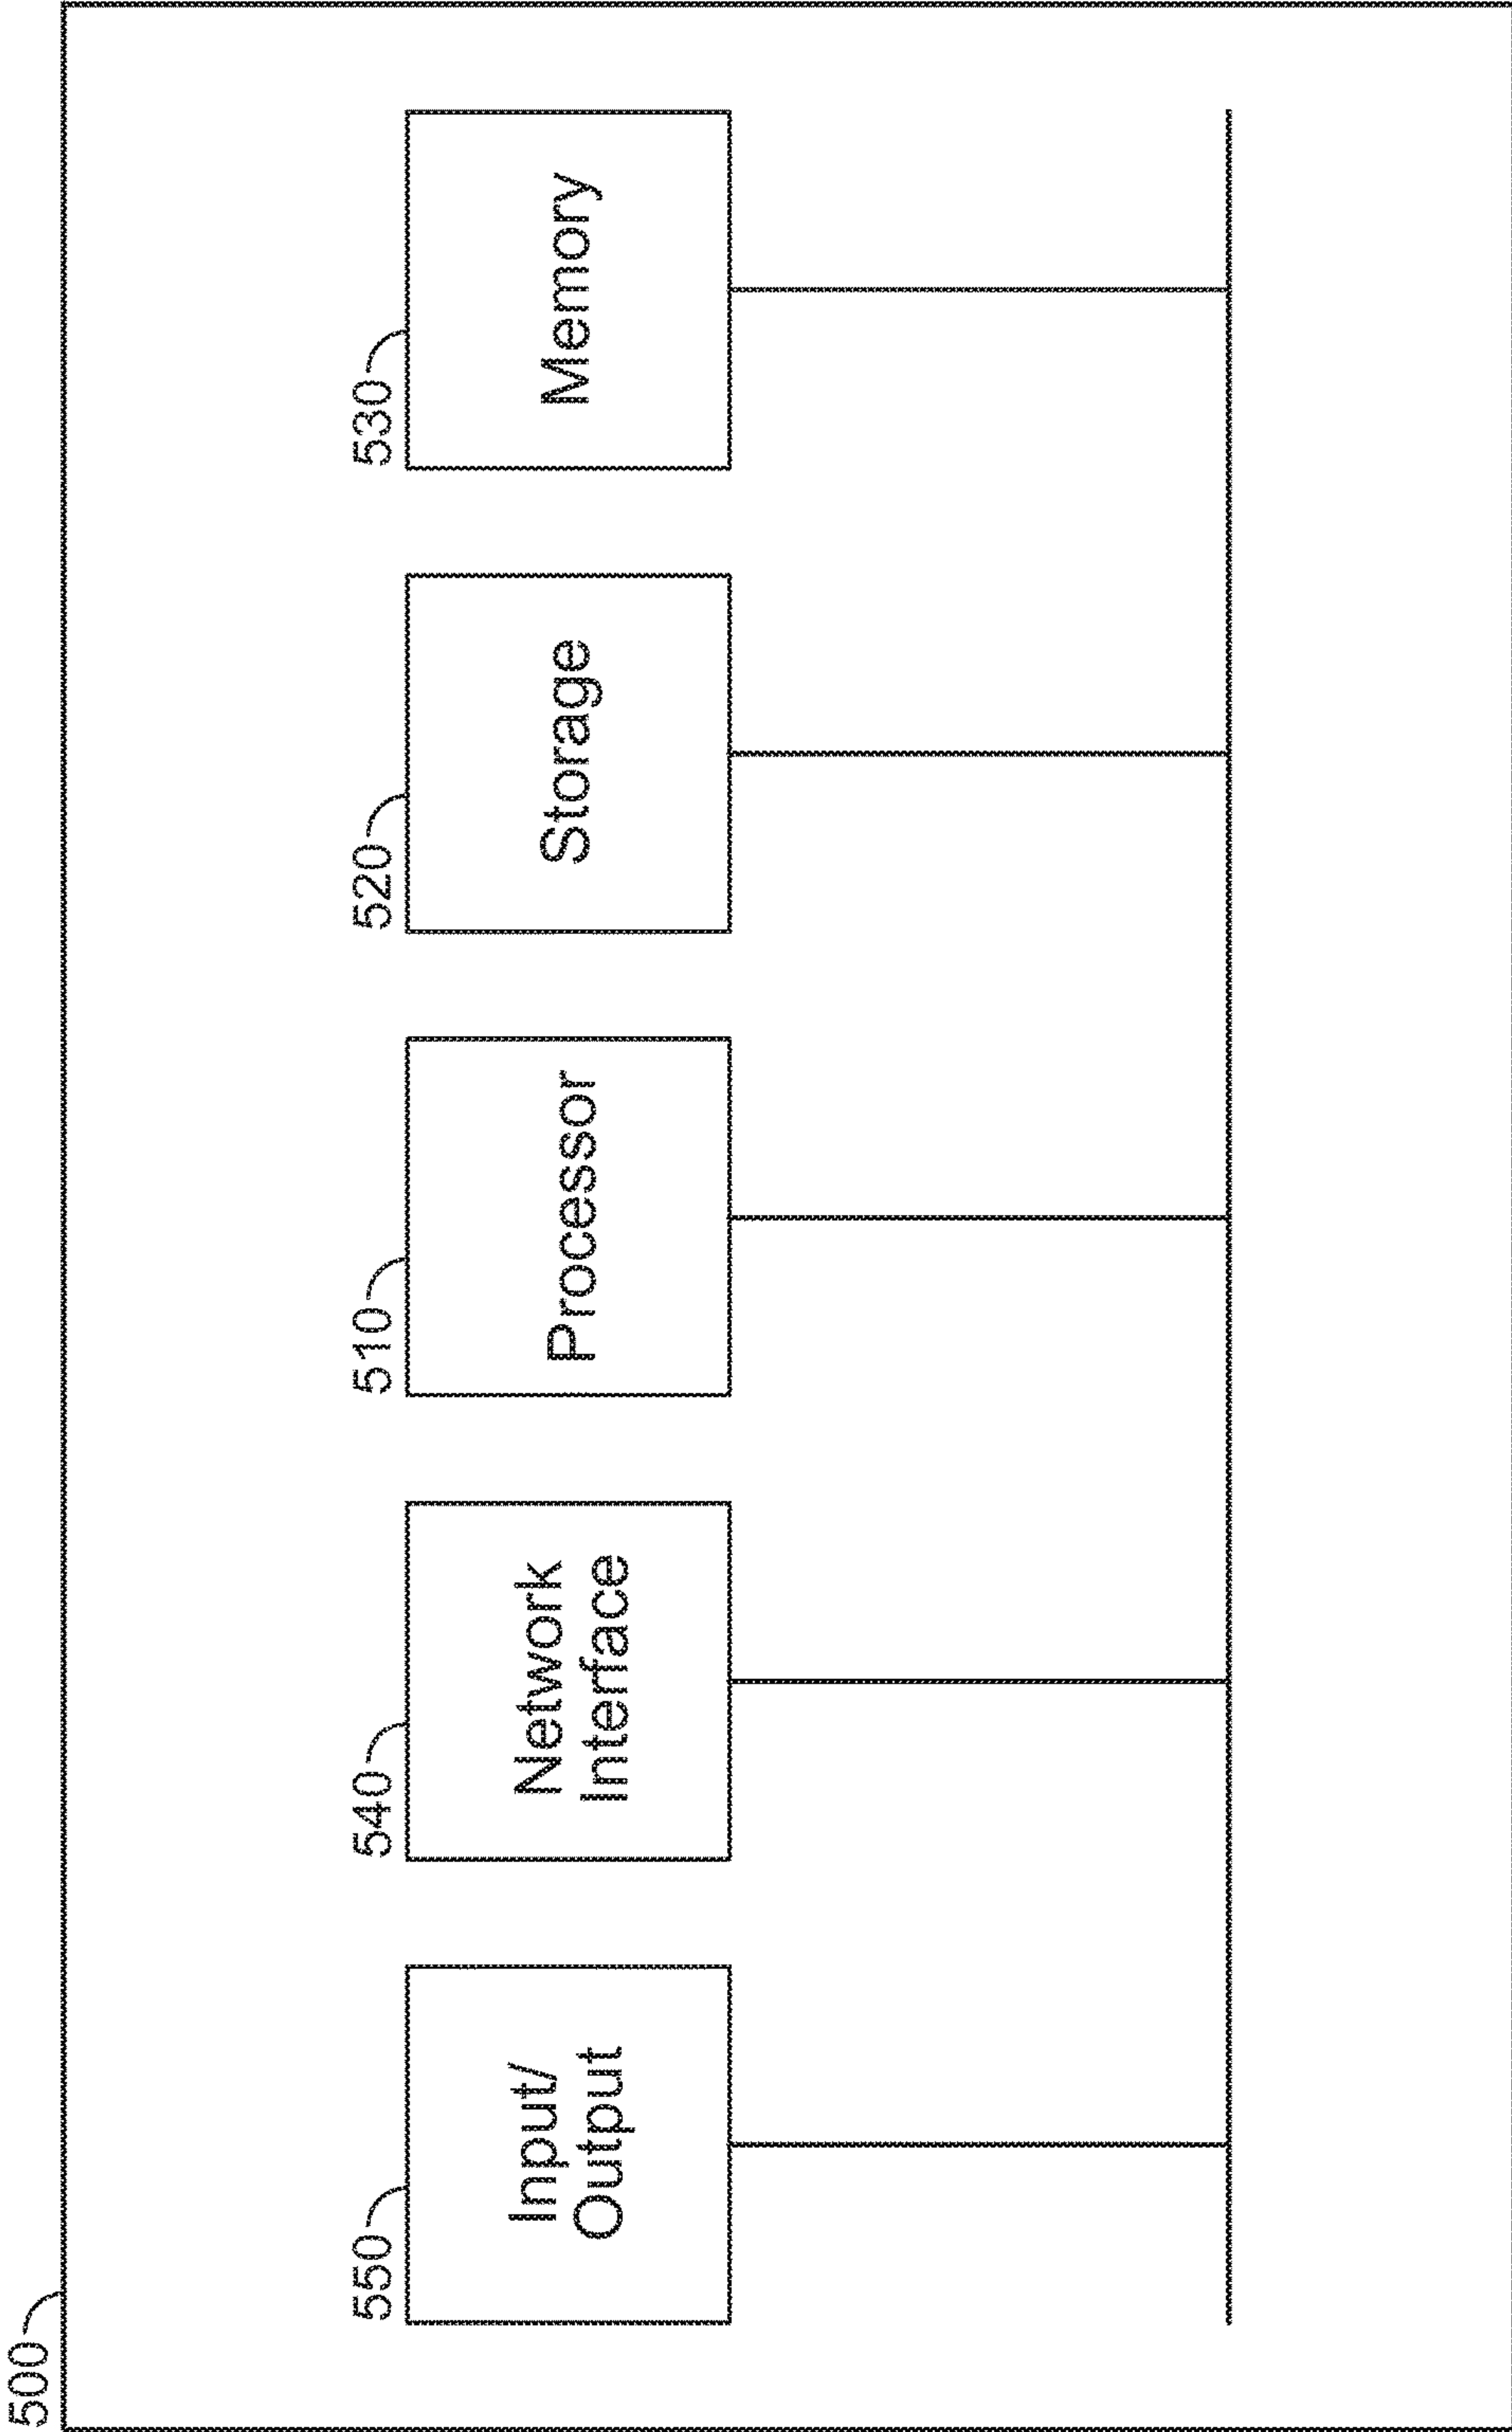 500
550
Input/
Output
540
Network
Interface
510
Processor
520
Storage
530
Memory